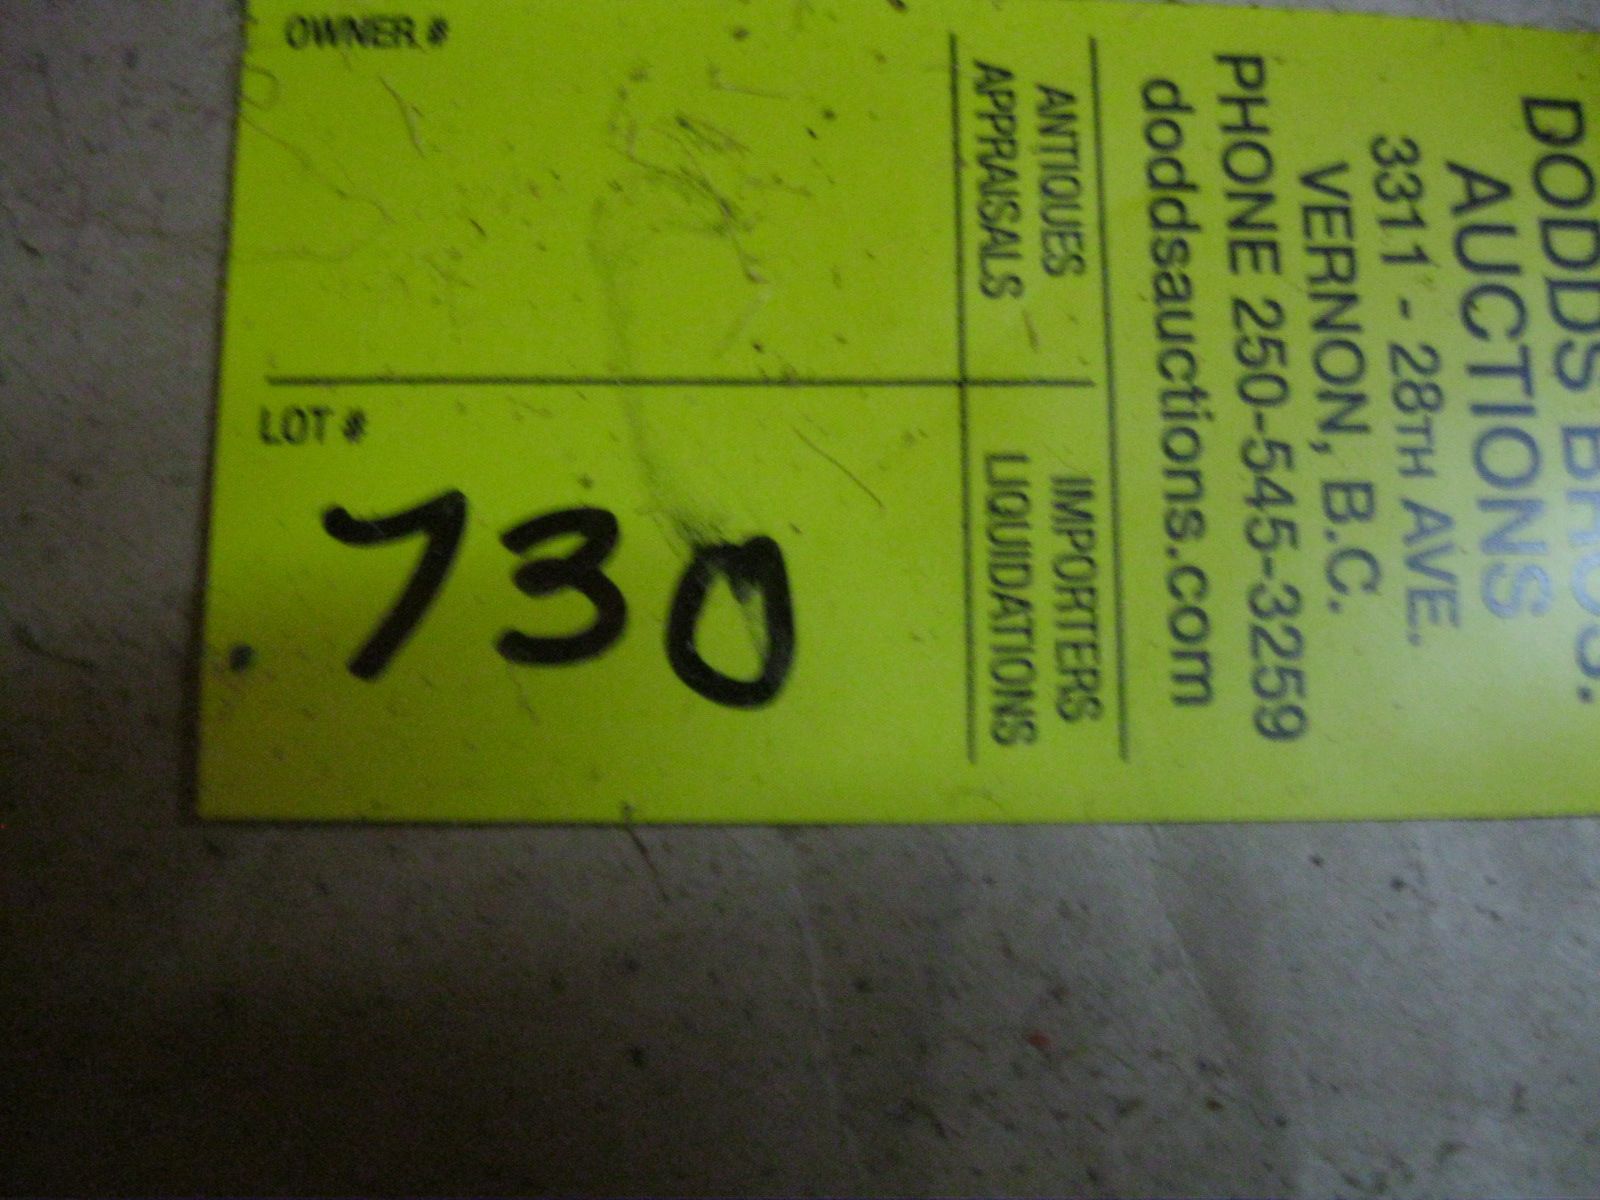 DODDS BROS.
AUCTIONS
3311 - 28TH AVE.
VERNON, B.C.
PHONE 250-545-3259
doddsauctions.com
ANTIQUES IMPORTERS
APPRAISALS LIQUIDATIONS
OWNER #
LOT #
730